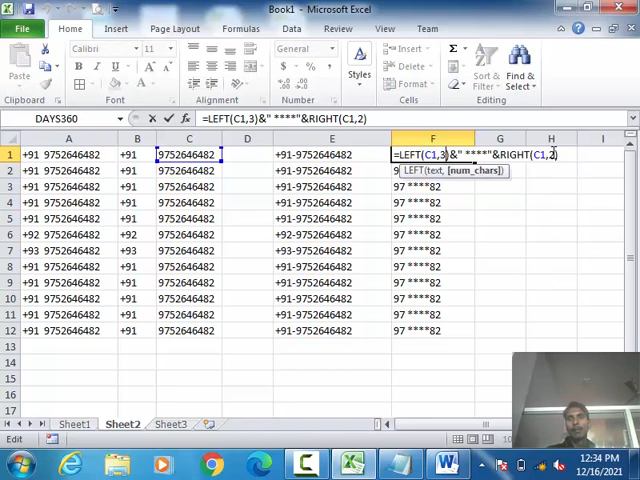 Book1 - Microsoft Excel
File Home Insert Page Layout Formulas Data Review View
Calibri 11 General Insert Σ
Paste B I U $ % , Styles Delete Sort & Find &
Format Filter Select
Clipboard Font Alignment Number Cells Editing
DAYS360 fx =LEFT(C1,3)&" ****"&RIGHT(C1,2)
A B C D E F G H I
1 +91 9752646482 +91 9752646482 +91-9752646482 =LEFT(C1,3)&" ****"&RIGHT(C1,2)
2 +91 9752646482 +91 9752646482 +91-9752646482
LEFT(text, [num_chars])
3 +91 9752646482 +91 9752646482 +91-9752646482 97 ****82
4 +91 9752646482 +91 9752646482 +91-9752646482 97 ****82
5 +91 9752646482 +91 9752646482 +91-9752646482 97 ****82
6 +92 9752646482 +92 9752646482 +92-9752646482 97 ****82
7 +93 9752646482 +93 9752646482 +93-9752646482 97 ****82
8 +91 9752646482 +91 9752646482 +91-9752646482 97 ****82
9 +91 9752646482 +91 9752646482 +91-9752646482 97 ****82
10 +91 9752646482 +91 9752646482 +91-9752646482 97 ****82
11 +91 9752646482 +91 9752646482 +91-9752646482 97 ****82
12 +91 9752646482 +91 9752646482 +91-9752646482 97 ****82
13
14
15
16
17
Sheet1 Sheet2 Sheet3
Edit
12:34 PM
12/16/2021